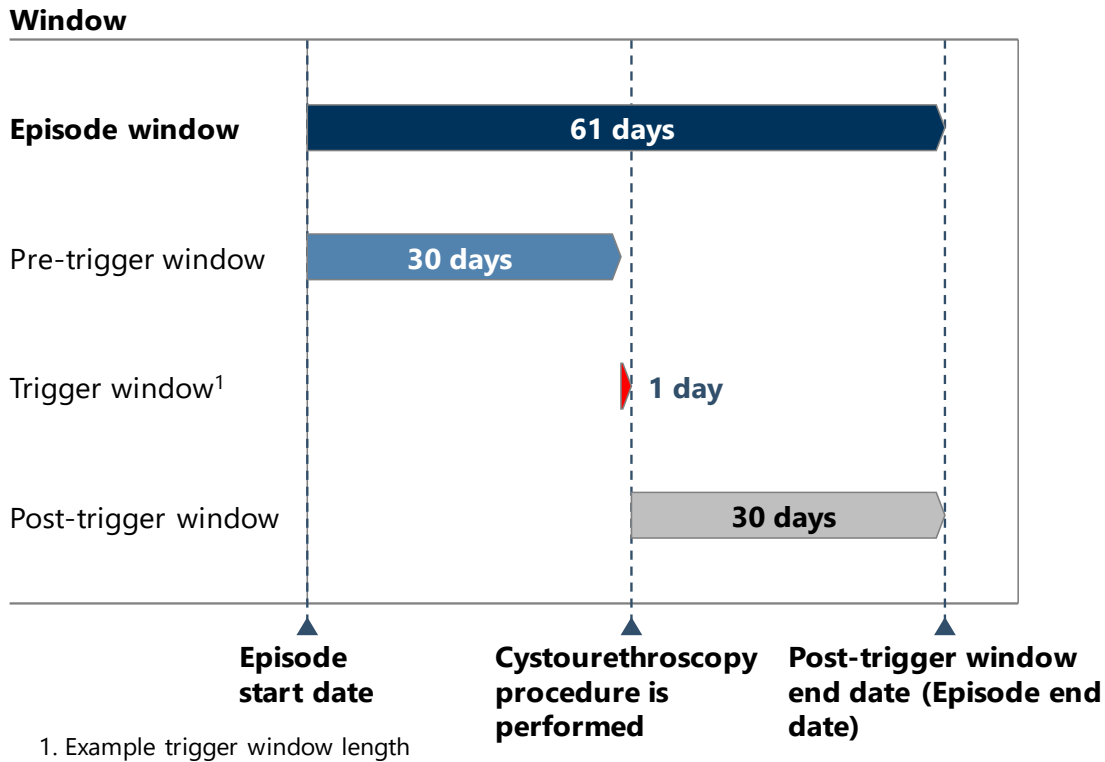 Window
Episode window
61 days
Pre-trigger window
30 days
Trigger window1
1 day
Post-trigger window
30 days
Episode
start date
Cystourethroscopy
procedure is
performed
Post-trigger window
end date (Episode end
date)
1. Example trigger window length